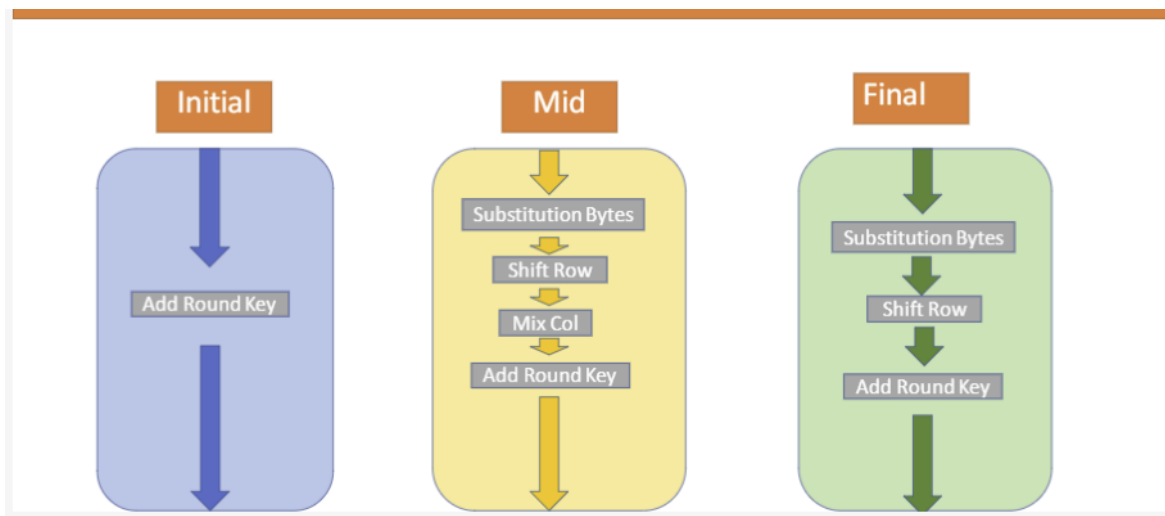 Initial
Add Round Key
Mid
Substitution Bytes
Shift Row
Mix Col
Add Round Key
Final
Substitution Bytes
Shift Row
Add Round Key